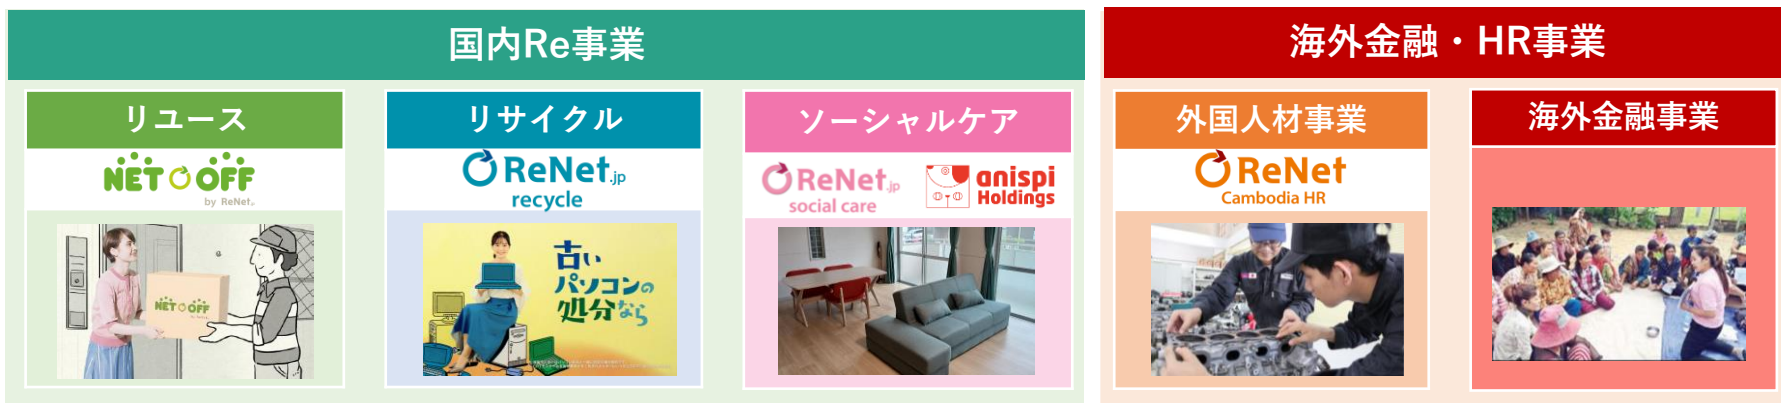 国内Re事業
リユース
NET OFF
by ReNet.
NET OFF
リサイクル
ReNet.jp
recycle
古い
パソコンの
処分なら
ソーシャルケア
ReNet.jp
social care
anispi
Holdings
海外金融・HR事業
外国人材事業
ReNet
Cambodia HR
海外金融事業